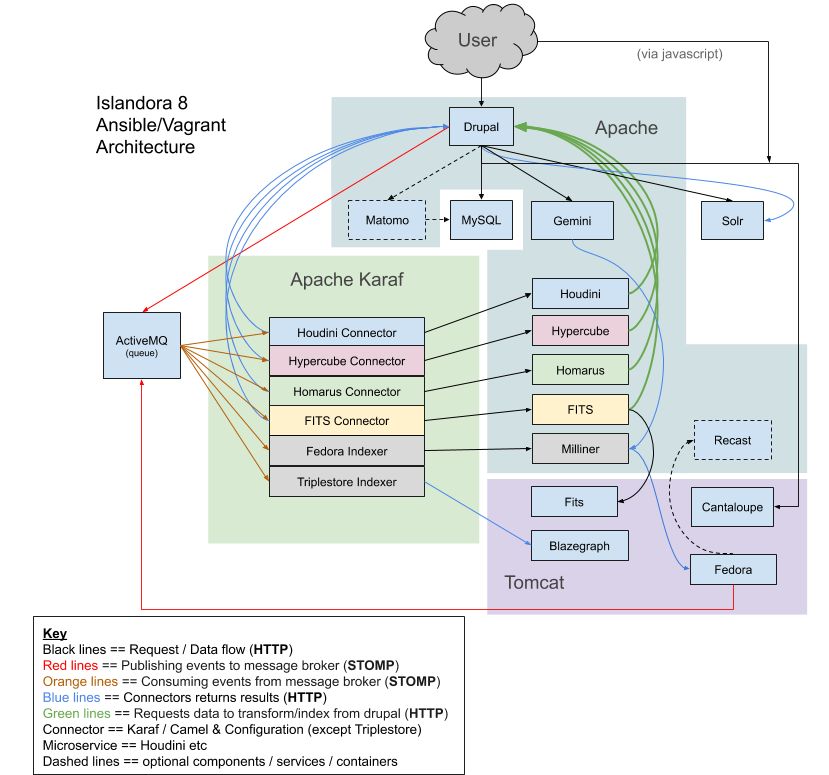 User
(via javascript)
Islandora 8
Ansible/Vagrant
Architecture
Drupal
Apache
Matomo
MySQL
Gemini
Solr
Apache Karaf
Houdini
ActiveMQ
(queue)
Houdini Connector
Hypercube
Hypercube Connector
Homarus
Homarus Connector
FITS
FITS Connector
Recast
Fedora Indexer
Milliner
Triplestore Indexer
Fits
Cantaloupe
Blazegraph
Fedora
Tomcat
Key
Black lines == Request / Data flow (HTTP)
Red lines == Publishing events to message broker (STOMP)
Orange lines == Consuming events from message broker (STOMP)
Blue lines == Connectors returns results (HTTP)
Green lines == Requests data to transform/index from drupal (HTTP)
Connector == Karaf / Camel & Configuration (except Triplestore)
Microservice == Houdini etc
Dashed lines == optional components / services / containers